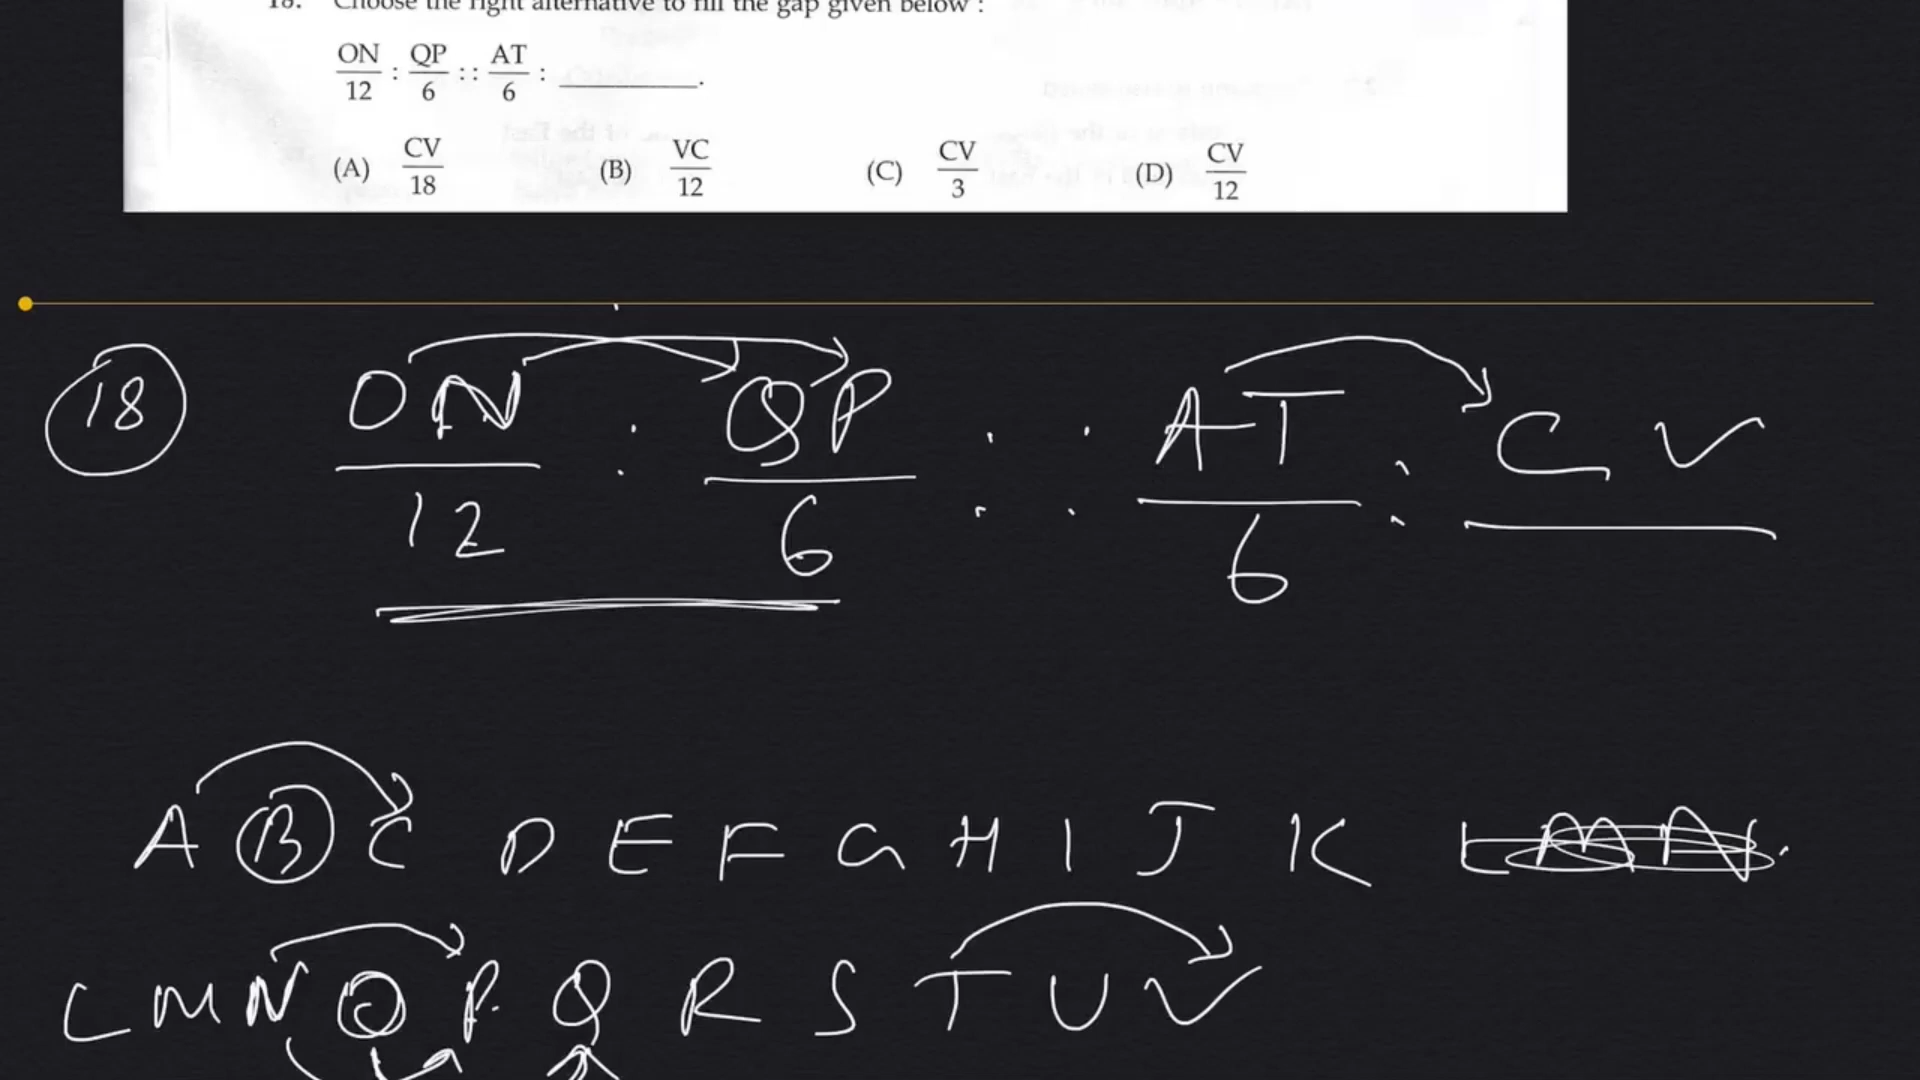 18. Choose the right alternative to fill the gap given below :
ON/12 : QP/6 :: AT/6 : ________.
(A) CV/18 (B) VC/12 (C) CV/3 (D) CV/12
18 ON/12 : QP/6 :: AT/6 : CV
A B C D E F G H I J K L M N
L M N O P Q R S T U V